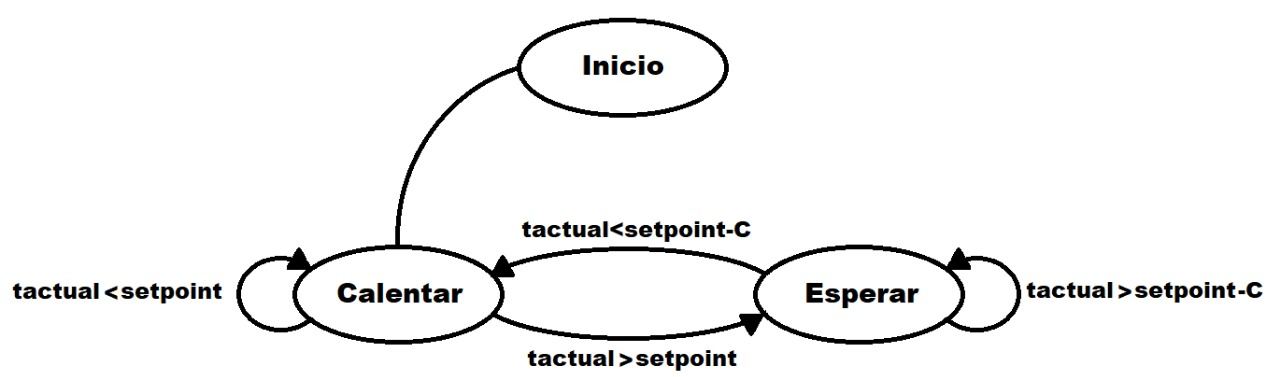 Inicio
tactual<setpoint-C
tactual<setpoint
Calentar
Esperar
tactual>setpoint-C
tactual>setpoint